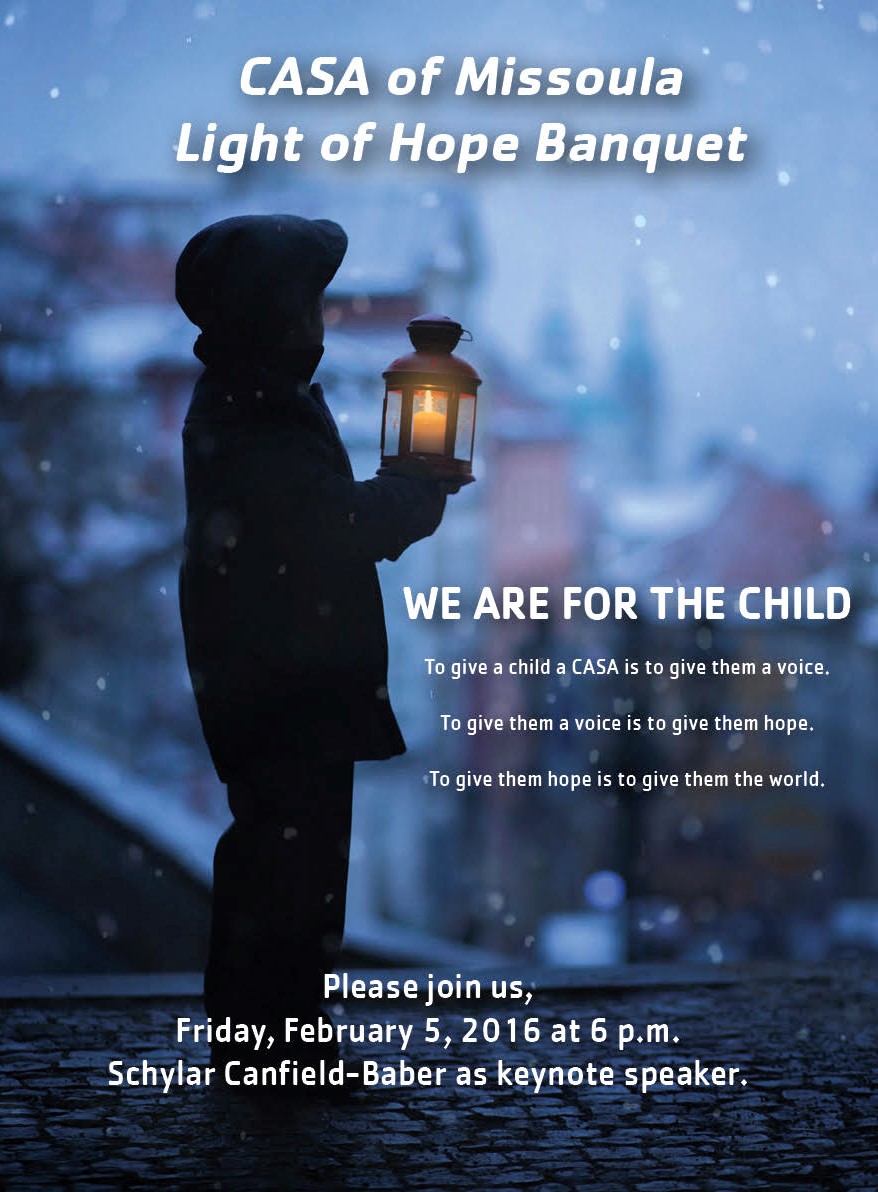 CASA of Missoula
Light of Hope Banquet
WE ARE FOR THE CHILD
To give a child a CASA is to give them a voice.
To give them a voice is to give them hope.
To give them hope is to give them the world.
Please join us,
Friday, February 5, 2016 at 6 p.m.
Schylar Canfield-Baber as keynote speaker.